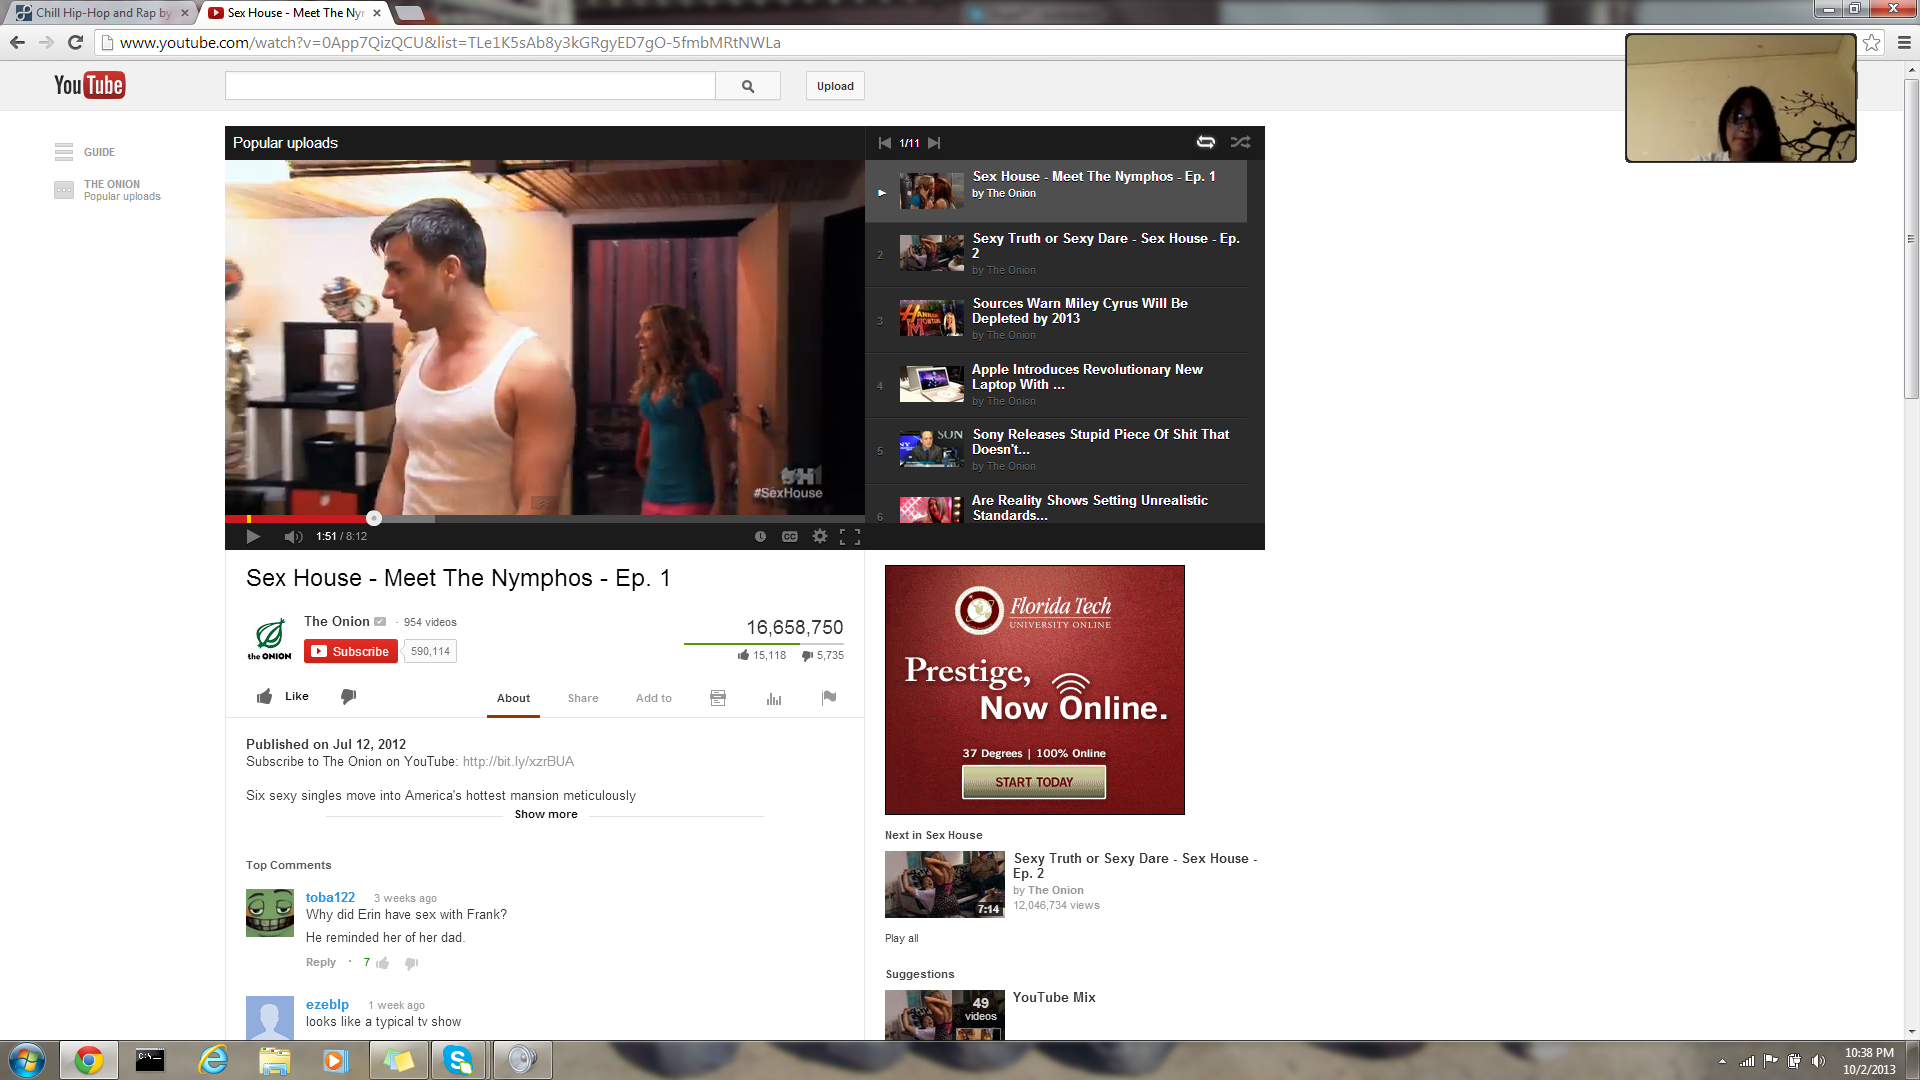 Chill Hip-Hop and Rap by
Sex House - Meet The Nym
www.youtube.com/watch?v=0App7QizQCU&list=TLe1K5sAb8y3kGRgyED7gO-5fmbMRtNWLa
YouTube
Upload
GUIDE
THE ONION
Popular uploads
Popular uploads
1/11
Sex House - Meet The Nymphos - Ep. 1
by The Onion
2
Sexy Truth or Sexy Dare - Sex House - Ep.
2
by The Onion
3
Sources Warn Miley Cyrus Will Be
Depleted by 2013
by The Onion
4
Apple Introduces Revolutionary New
Laptop With ...
by The Onion
5
Sony Releases Stupid Piece Of Shit That
Doesn't...
by The Onion
6
Are Reality Shows Setting Unrealistic
Standards...
HANNAH
SON
SH1
#SexHouse
1:51 / 8:12
CC
Sex House - Meet The Nymphos - Ep. 1
the ONION
The Onion
· 954 videos
Subscribe
590,114
16,658,750
15,118
5,735
Like
About
Share
Add to
Published on Jul 12, 2012
Subscribe to The Onion on YouTube: http://bit.ly/xzrBUA
Six sexy singles move into America's hottest mansion meticulously
Show more
Top Comments
toba122 3 weeks ago
Why did Erin have sex with Frank?
He reminded her of her dad.
Reply · 7
ezeblp 1 week ago
looks like a typical tv show
Florida Tech
UNIVERSITY ONLINE
Prestige,
Now Online.
37 Degrees | 100% Online
START TODAY
Next in Sex House
7:14
Sexy Truth or Sexy Dare - Sex House -
Ep. 2
by The Onion
12,046,734 views
Play all
Suggestions
49
videos
YouTube Mix
C:\
10:38 PM
10/2/2013